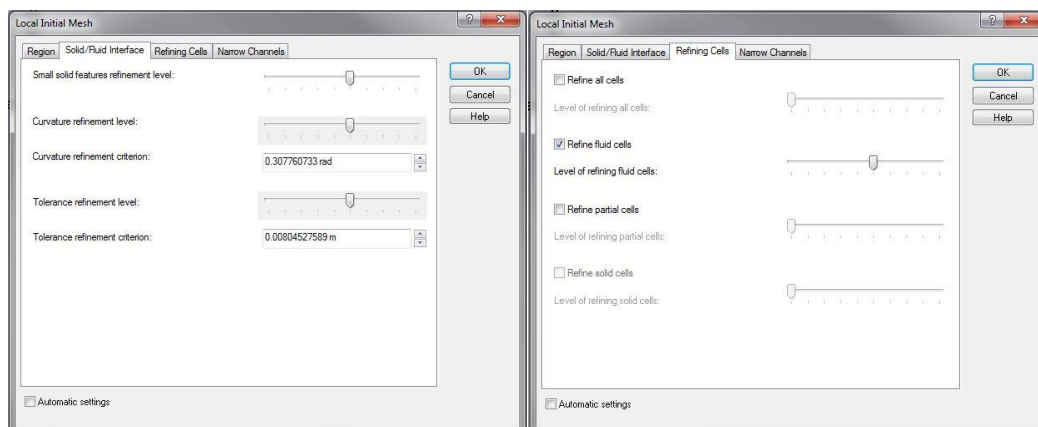 Local Initial Mesh
Region Solid/Fluid Interface Refining Cells Narrow Channels
Small solid features refinement level:
Curvature refinement level:
Curvature refinement criterion: 0.307760733 rad
Tolerance refinement level:
Tolerance refinement criterion: 0.00804527589 m
OK
Cancel
Help
Automatic settings
Local Initial Mesh
Region Solid/Fluid Interface Refining Cells Narrow Channels
Refine all cells
Level of refining all cells:
Refine fluid cells
Level of refining fluid cells:
Refine partial cells
Level of refining partial cells:
Refine solid cells
Level of refining solid cells:
OK
Cancel
Help
Automatic settings